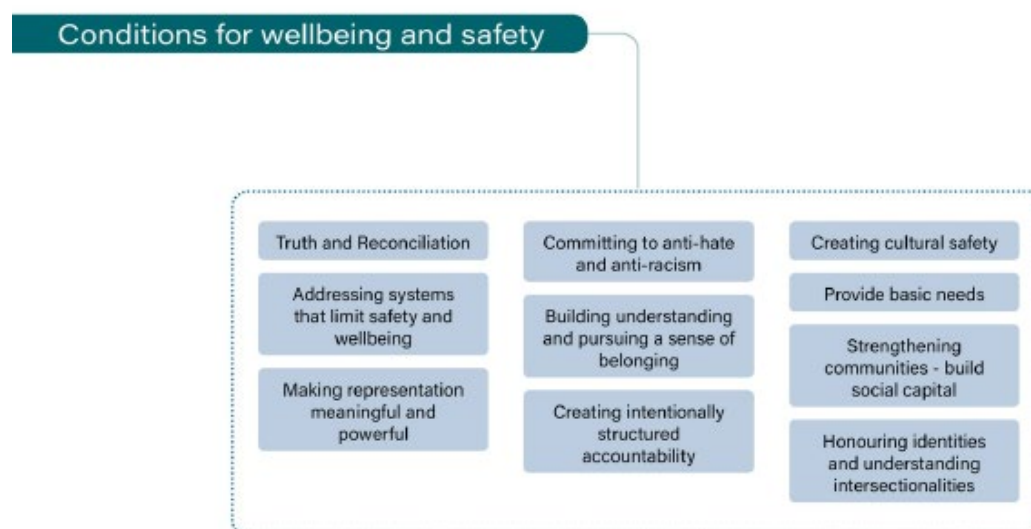 Conditions for wellbeing and safety
Truth and Reconciliation
Addressing systems
that limit safety and
wellbeing
Making representation
meaningful and
powerful
Committing to anti-hate
and anti-racism
Building understanding
and pursuing a sense of
belonging
Creating intentionally
structured
accountability
Creating cultural safety
Provide basic needs
Strengthening
communities - build
social capital
Honouring identities
and understanding
intersectionalities